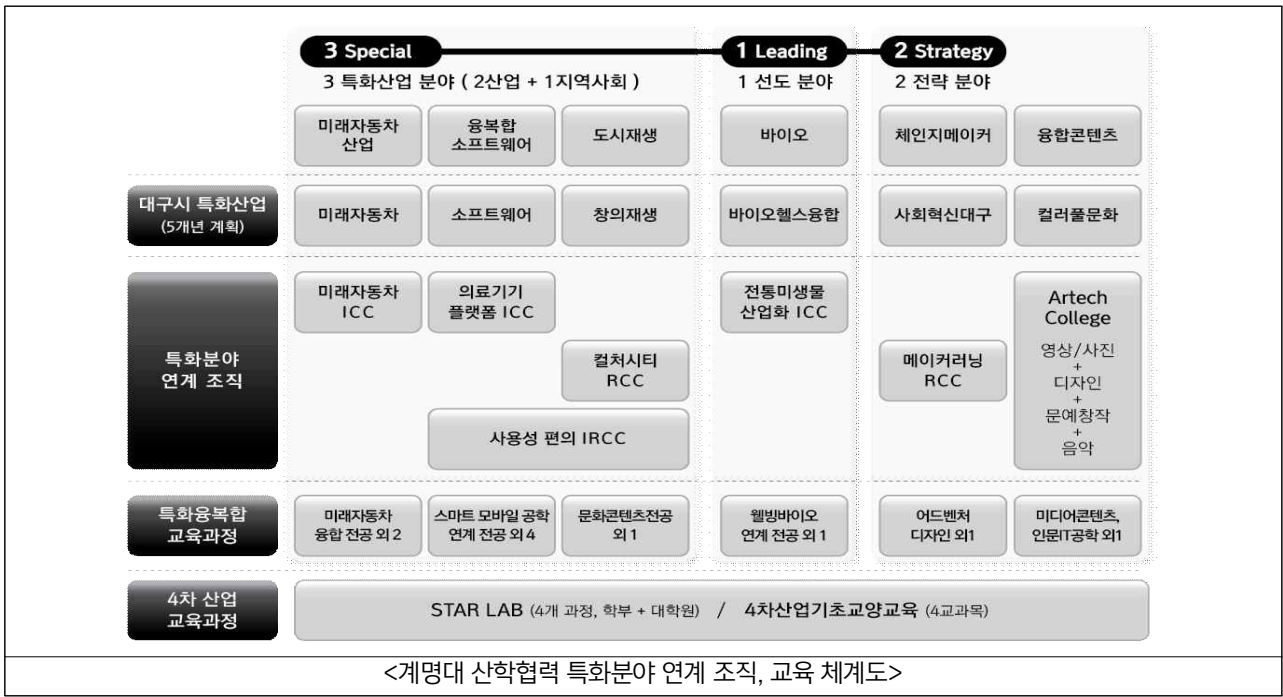 3 Special
1 Leading
2 Strategy
3 특화산업 분야 ( 2산업 + 1지역사회 )
1 선도 분야
2 전략 분야
미래자동차
산업
융복합
소프트웨어
도시재생
바이오
체인지메이커
융합콘텐츠
대구시 특화산업
(5개년 계획)
미래자동차
소프트웨어
창의재생
바이오헬스융합
사회혁신대구
컬러풀문화
특화분야
연계 조직
미래자동차
ICC
의료기기
플랫폼 ICC
컬처시티
RCC
사용성 편의 IRCC
전통미생물
산업화 ICC
메이커러닝
RCC
Artech
College
영상/사진
+
디자인
+
문예창작
+
음악
특화융복합
교육과정
미래자동차
융합 전공 외 2
스마트 모바일 공학
연계 전공 외 4
문화콘텐츠전공
외 1
웰빙바이오
연계 전공 외 1
어드벤처
디자인 외1
미디어콘텐츠,
인문IT공학 외1
4차 산업
교육과정
STAR LAB (4개 과정, 학부 + 대학원) / 4차산업기초교양교육 (4교과목)
<계명대 산학협력 특화분야 연계 조직, 교육 체계도>